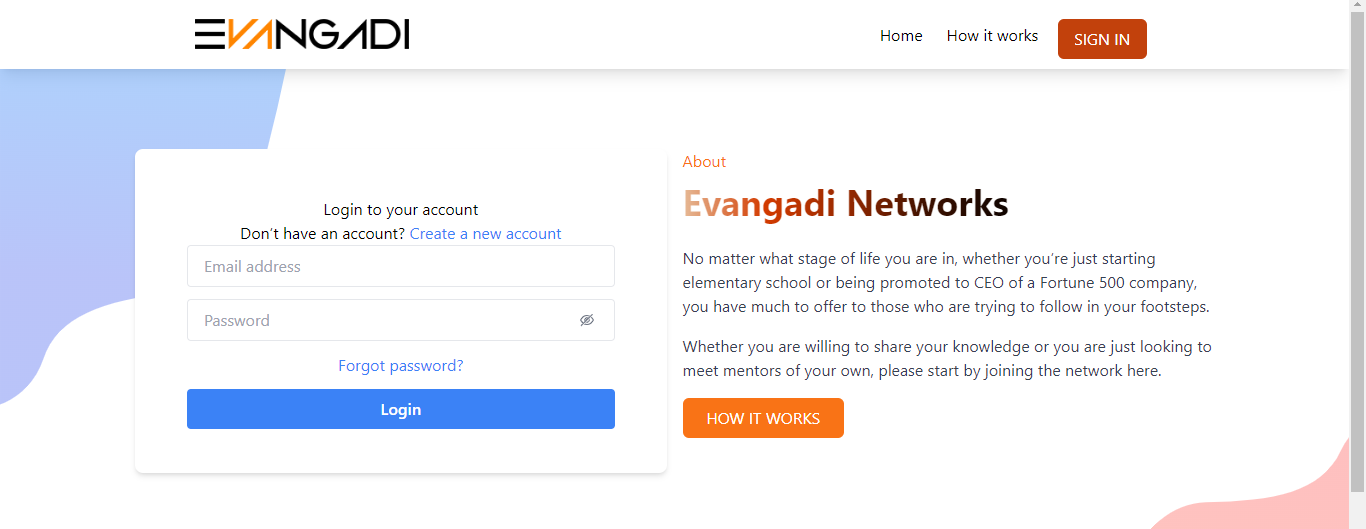 EVANGADI
Home
How it works
SIGN IN
Login to your account
Don't have an account? Create a new account
Email address
Password
Forgot password?
Login
About
Evangadi Networks
No matter what stage of life you are in, whether you're just starting
elementary school or being promoted to CEO of a Fortune 500 company,
you have much to offer to those who are trying to follow in your footsteps.
Whether you are willing to share your knowledge or you are just looking to
meet mentors of your own, please start by joining the network here.
HOW IT WORKS